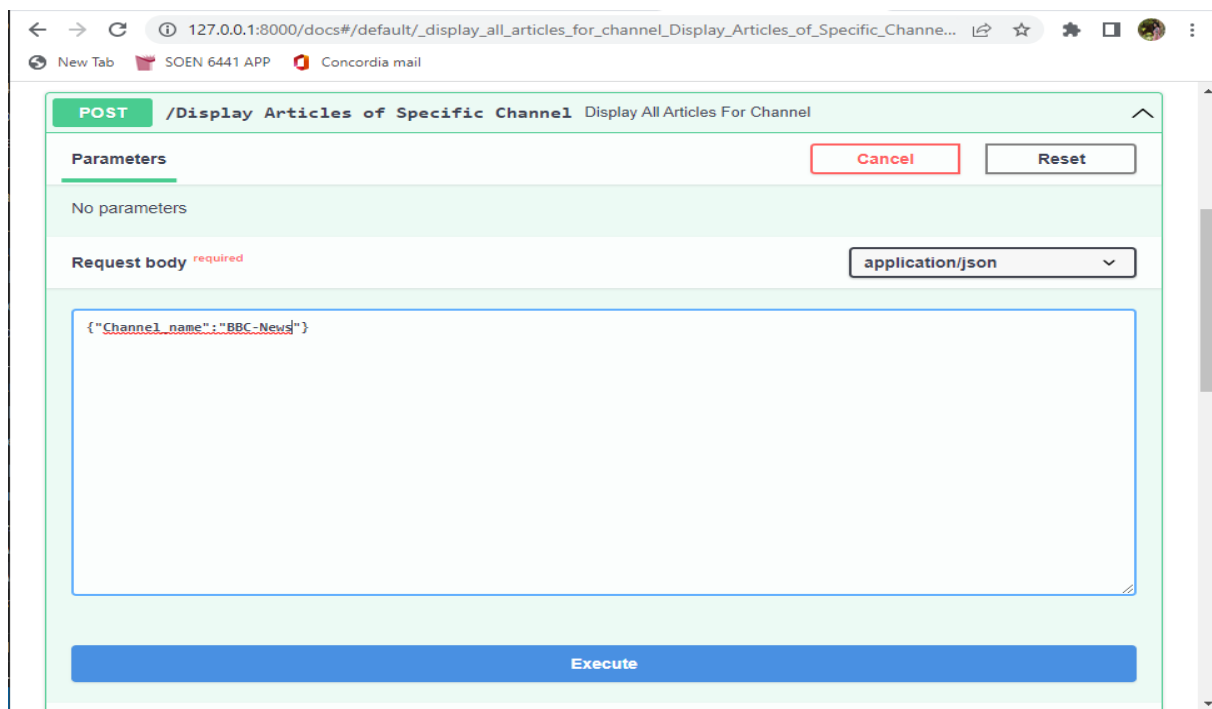 127.0.0.1:8000/docs#/default/_display_all_articles_for_channel_Display_Articles_of_Specific_Channe...
New Tab SOEN 6441 APP Concordia mail
POST /Display Articles of Specific Channel Display All Articles For Channel
Parameters Cancel Reset
No parameters
Request body required application/json
{"Channel_name":"BBC-News"}
Execute